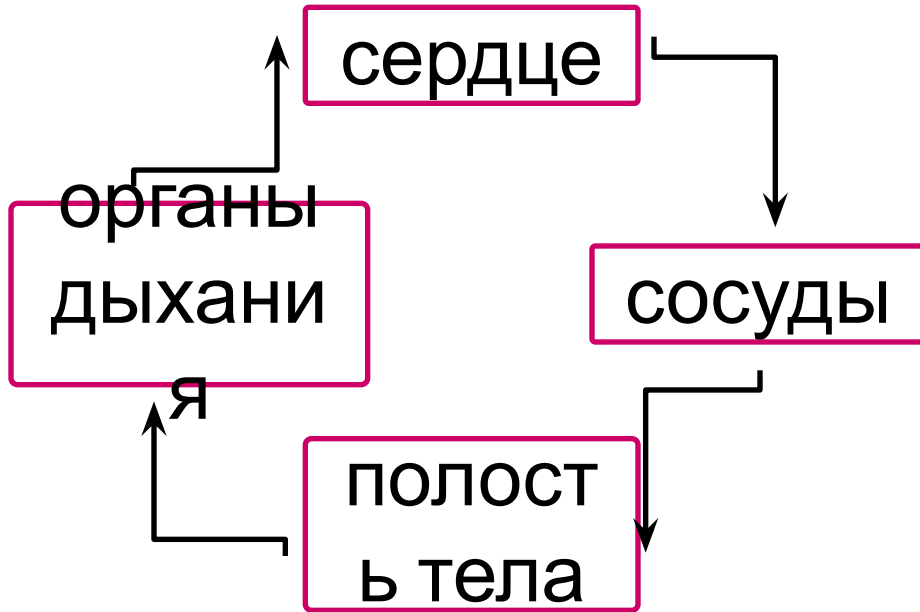 сердце
органы
дыхани
я
сосуды
полост
ь тела